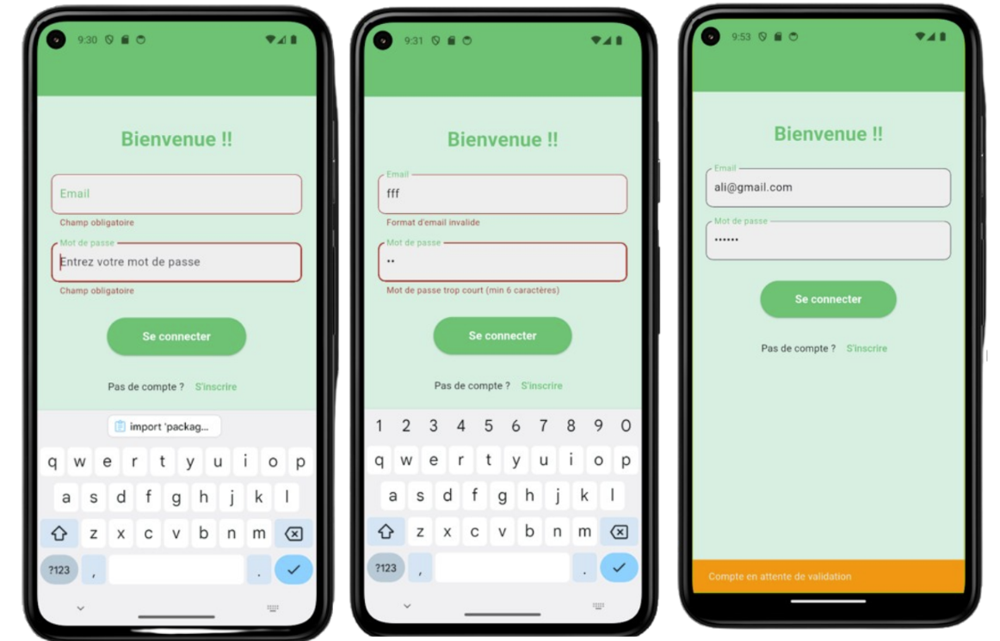 9:30
Bienvenue !!
Email
Champ obligatoire
Mot de passe
Entrez votre mot de passe
Champ obligatoire
Se connecter
Pas de compte ? S'inscrire
import 'packag...
q w e r t y u i o p
a s d f g h j k l
z x c v b n m
?123 , .
9:31
Bienvenue !!
Email
fff
Format d'email invalide
Mot de passe
••
Mot de passe trop court (min 6 caractères)
Se connecter
Pas de compte ? S'inscrire
1 2 3 4 5 6 7 8 9 0
q w e r t y u i o p
a s d f g h j k l
z x c v b n m
?123 , .
9:53
Bienvenue !!
Email
ali@gmail.com
Mot de passe
••••••
Se connecter
Pas de compte ? S'inscrire
Compte en attente de validation